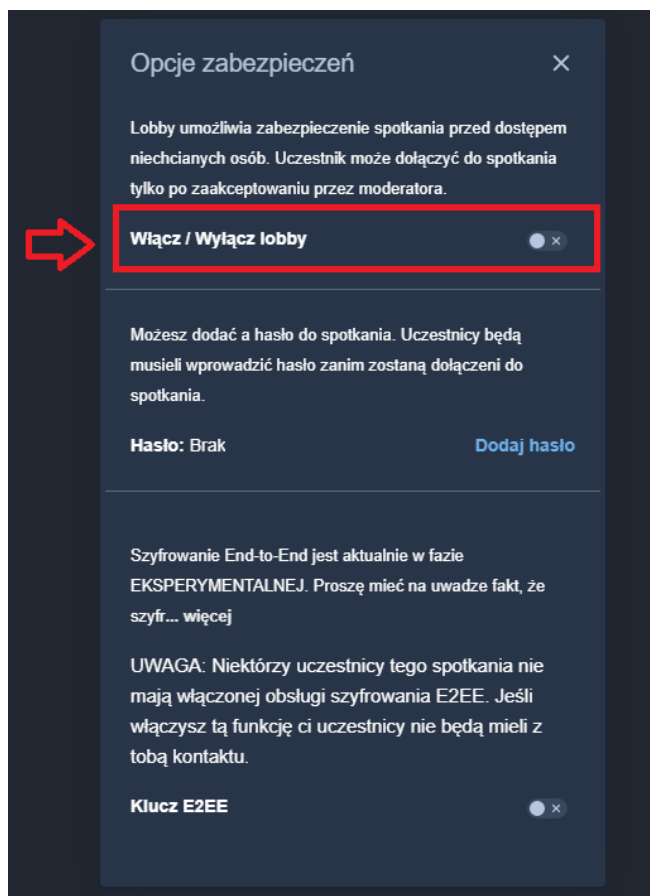 Opcje zabezpieczeń
Lobby umożliwia zabezpieczenie spotkania przed dostępem
niechcianych osób. Uczestnik może dołączyć do spotkania
tylko po zaakceptowaniu przez moderatora.
Włącz / Wyłącz lobby
Możesz dodać a hasło do spotkania. Uczestnicy będą
musieli wprowadzić hasło zanim zostaną dołączeni do
spotkania.
Hasło: Brak Dodaj hasło
Szyfrowanie End-to-End jest aktualnie w fazie
EKSPERYMENTALNEJ. Proszę mieć na uwadze fakt, że
szyfr... więcej
UWAGA: Niektórzy uczestnicy tego spotkania nie
mają włączonej obsługi szyfrowania E2EE. Jeśli
włączysz tą funkcję ci uczestnicy nie będą mieli z
tobą kontaktu.
Klucz E2EE